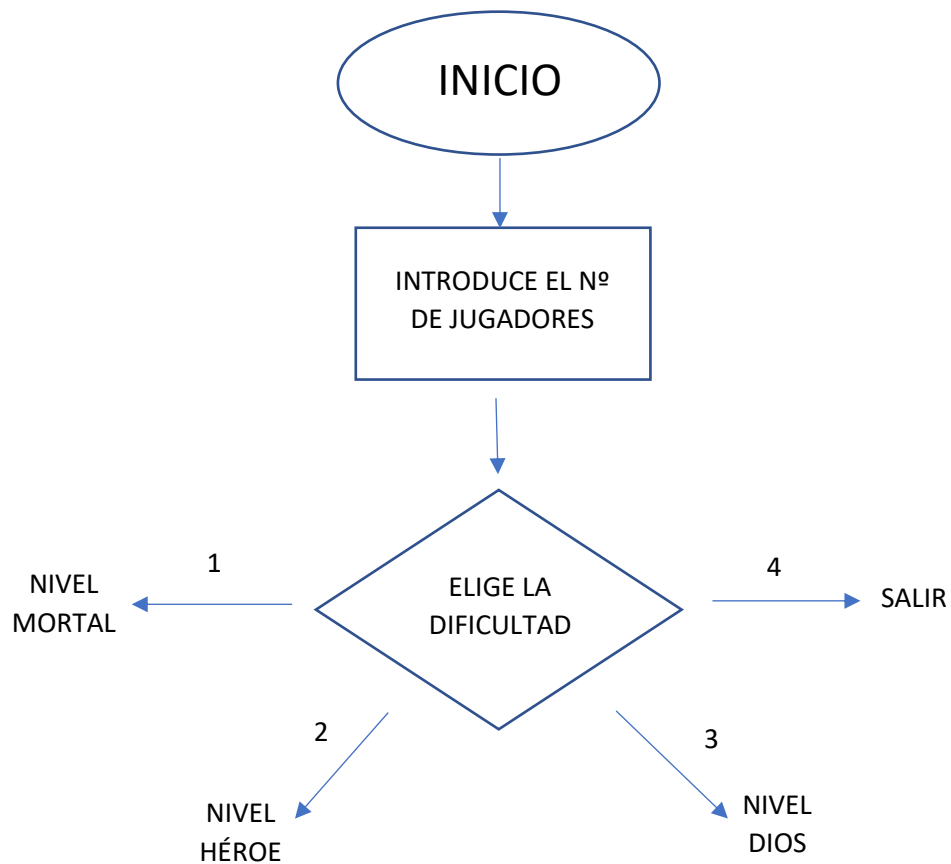 INICIO
INTRODUCE EL Nº
DE JUGADORES
1
NIVEL
MORTAL
ELIGE LA
DIFICULTAD
4
SALIR
2
NIVEL
HÉROE
3
NIVEL
DIOS